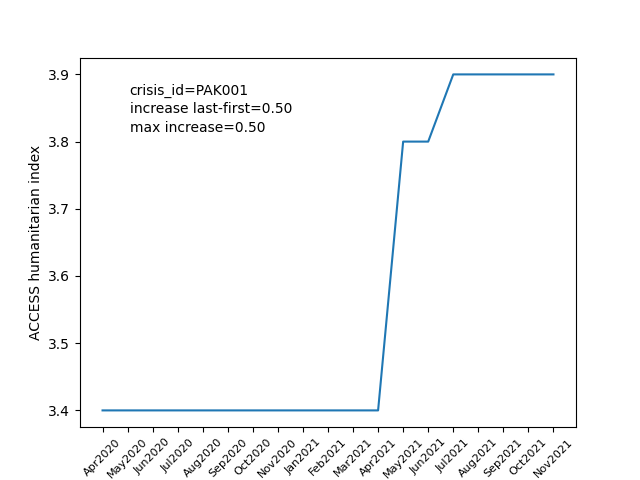 crisis_id=PAK001
increase last-first=0.50
max increase=0.50
ACCESS humanitarian index
3.9
3.8
3.7
3.6
3.5
3.4
Apr2020
May2020
Jun2020
Jul2020
Aug2020
Sep2020
Oct2020
Nov2020
Jan2021
Feb2021
Mar2021
Apr2021
May2021
Jun2021
Jul2021
Aug2021
Sep2021
Oct2021
Nov2021